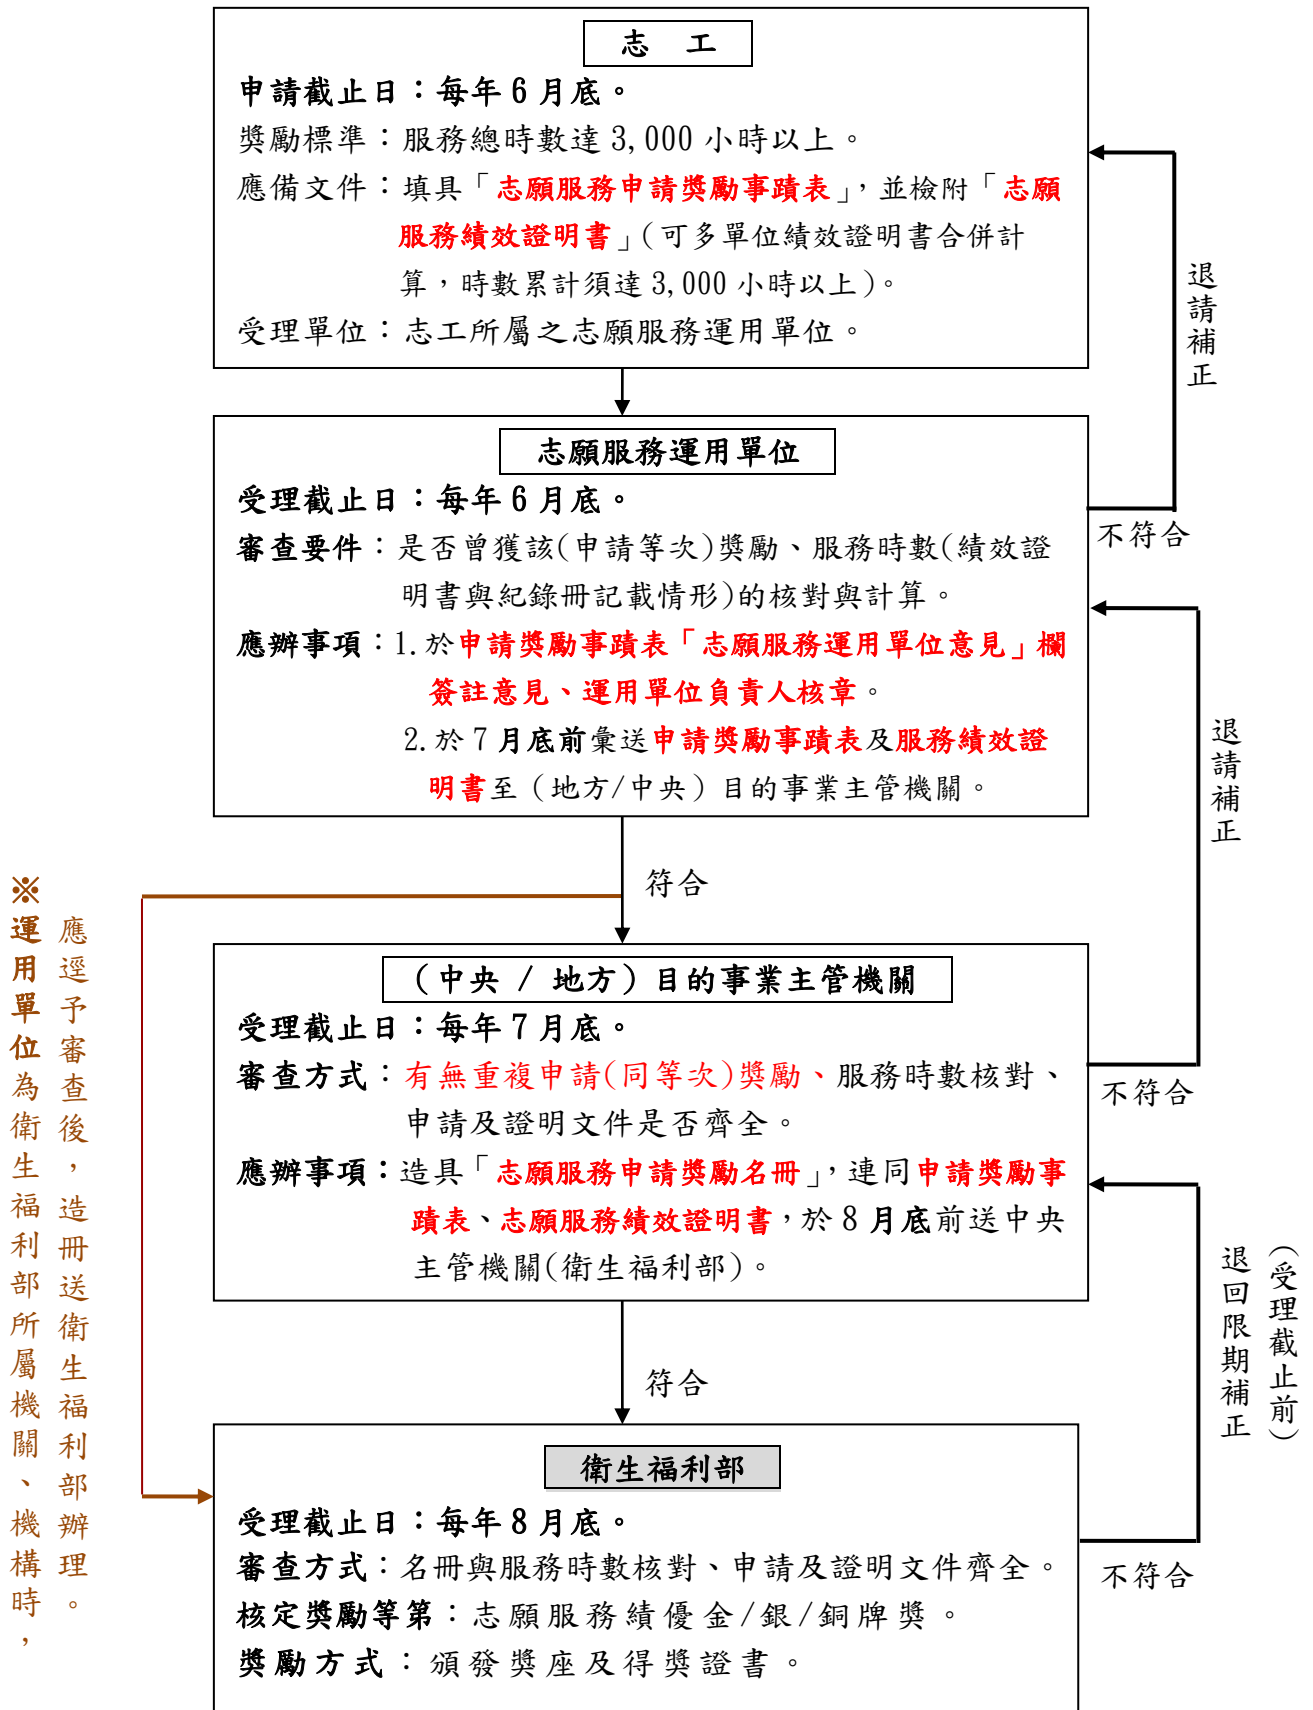 志　工
申請截止日：每年 6 月底。
獎勵標準：服務總時數達 3,000 小時以上。
應備文件：填具「志願服務申請獎勵事蹟表」，並檢附「志願
服務績效證明書」(可多單位績效證明書合併計
算，時數累計須達 3,000 小時以上)。
受理單位：志工所屬之志願服務運用單位。
退請補正
志願服務運用單位
受理截止日：每年 6 月底。
審查要件：是否曾獲該(申請等次)獎勵、服務時數(績效證
明書與紀錄冊記載情形)的核對與計算。
應辦事項：1.於申請獎勵事蹟表「志願服務運用單位意見」欄
簽註意見、運用單位負責人核章。
2.於 7 月底前彙送申請獎勵事蹟表及服務績效證
明書至（地方/中央）目的事業主管機關。
不符合
退請補正
符合
※運用單位為衛生福利部所屬機關、機構時，
應逕予審查後，造冊送衛生福利部辦理。
（中央 / 地方）目的事業主管機關
受理截止日：每年 7 月底。
審查方式：有無重複申請(同等次)獎勵、服務時數核對、
申請及證明文件是否齊全。
應辦事項：造具「志願服務申請獎勵名冊」，連同申請獎勵事
蹟表、志願服務績效證明書，於 8 月底前送中央
主管機關(衛生福利部)。
不符合
（受理截止前）
退回限期補正
符合
衛生福利部
受理截止日：每年 8 月底。
審查方式：名冊與服務時數核對、申請及證明文件齊全。
核定獎勵等第：志願服務績優金/銀/銅牌獎。
獎勵方式：頒發獎座及得獎證書。
不符合